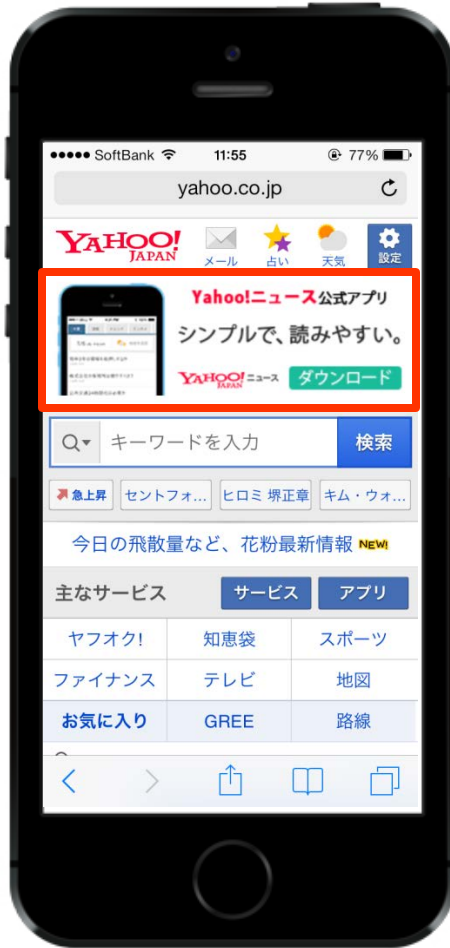 SoftBank 11:55 77%
yahoo.co.jp
YAHOO! JAPAN
メール 占い 天気 設定
Yahoo!ニュース公式アプリ
シンプルで、読みやすい。
YAHOO! JAPAN ニュース ダウンロード
キーワードを入力 検索
急上昇 セントフォ... ヒロミ 堺正章 キム・ウォ...
今日の飛散量など、花粉最新情報 NEW!
主なサービス サービス アプリ
ヤフオク! 知恵袋 スポーツ
ファイナンス テレビ 地図
お気に入り GREE 路線